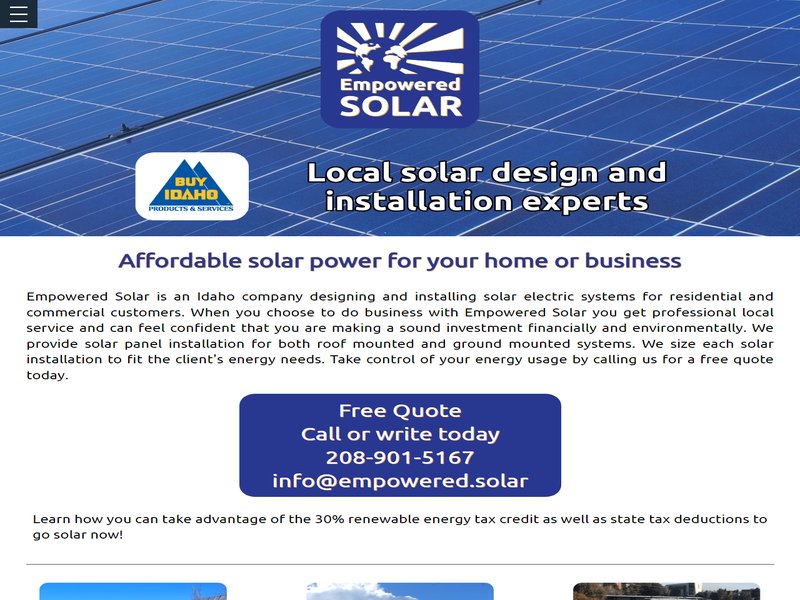 Empowered
SOLAR
BUY
IDAHO
PRODUCTS & SERVICES
Local solar design and
installation experts
Affordable solar power for your home or business
Empowered Solar is an Idaho company designing and installing solar electric systems for residential and
commercial customers. When you choose to do business with Empowered Solar you get professional local
service and can feel confident that you are making a sound investment financially and environmentally. We
provide solar panel installation for both roof mounted and ground mounted systems. We size each solar
installation to fit the client's energy needs. Take control of your energy usage by calling us for a free quote
today.
Free Quote
Call or write today
208-901-5167
info@empowered.solar
Learn how you can take advantage of the 30% renewable energy tax credit as well as state tax deductions to
go solar now!